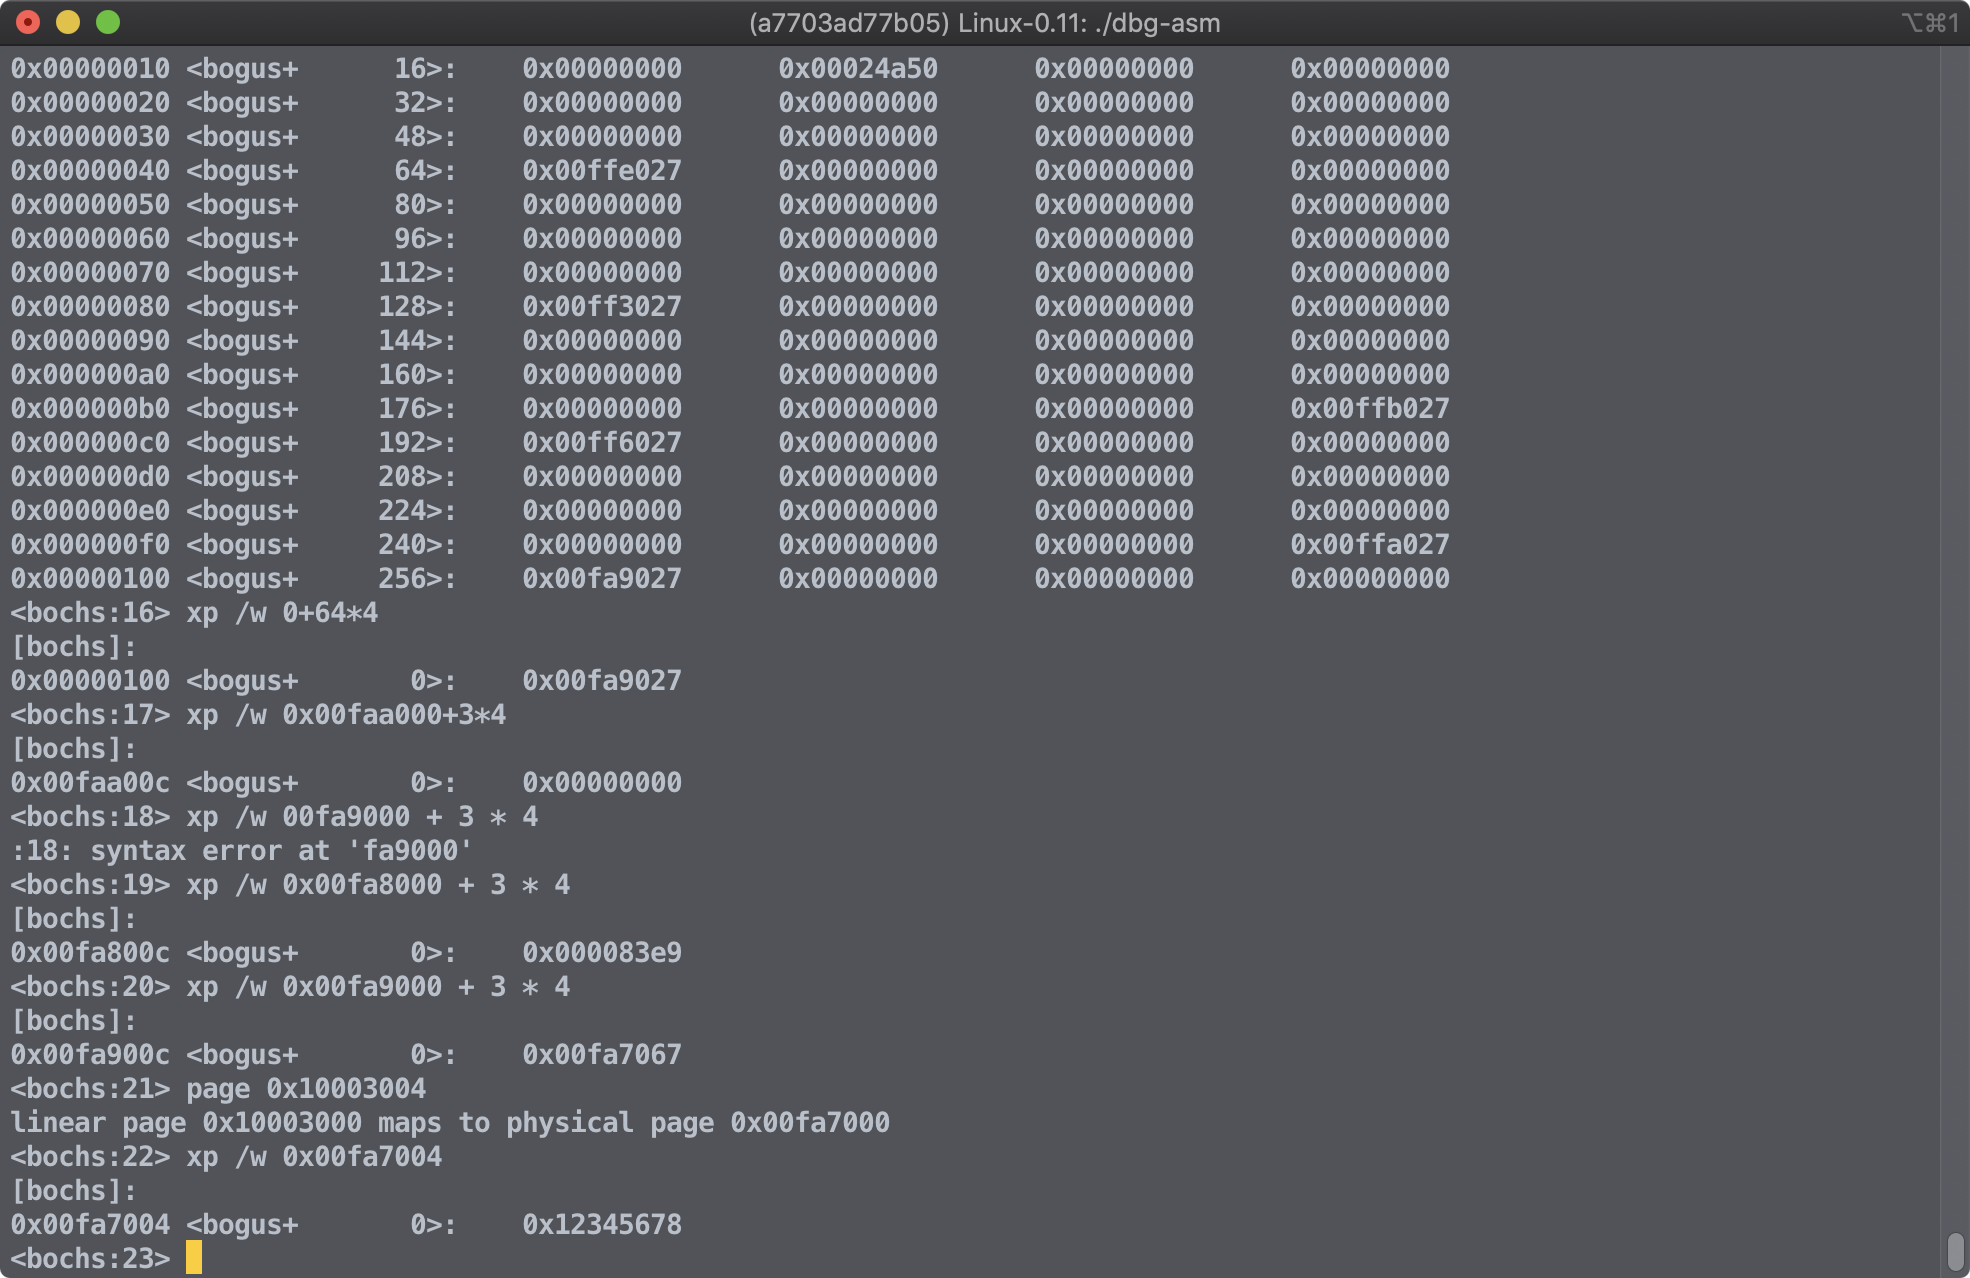 (a7703ad77b05) Linux-0.11: ./dbg-asm ⌥⌘1
0x00000010 <bogus+      16>:    0x00000000      0x00024a50      0x00000000      0x00000000
0x00000020 <bogus+      32>:    0x00000000      0x00000000      0x00000000      0x00000000
0x00000030 <bogus+      48>:    0x00000000      0x00000000      0x00000000      0x00000000
0x00000040 <bogus+      64>:    0x00ffe027      0x00000000      0x00000000      0x00000000
0x00000050 <bogus+      80>:    0x00000000      0x00000000      0x00000000      0x00000000
0x00000060 <bogus+      96>:    0x00000000      0x00000000      0x00000000      0x00000000
0x00000070 <bogus+     112>:    0x00000000      0x00000000      0x00000000      0x00000000
0x00000080 <bogus+     128>:    0x00ff3027      0x00000000      0x00000000      0x00000000
0x00000090 <bogus+     144>:    0x00000000      0x00000000      0x00000000      0x00000000
0x000000a0 <bogus+     160>:    0x00000000      0x00000000      0x00000000      0x00000000
0x000000b0 <bogus+     176>:    0x00000000      0x00000000      0x00000000      0x00ffb027
0x000000c0 <bogus+     192>:    0x00ff6027      0x00000000      0x00000000      0x00000000
0x000000d0 <bogus+     208>:    0x00000000      0x00000000      0x00000000      0x00000000
0x000000e0 <bogus+     224>:    0x00000000      0x00000000      0x00000000      0x00000000
0x000000f0 <bogus+     240>:    0x00000000      0x00000000      0x00000000      0x00ffa027
0x00000100 <bogus+     256>:    0x00fa9027      0x00000000      0x00000000      0x00000000
<bochs:16> xp /w 0+64*4
[bochs]:
0x00000100 <bogus+       0>:    0x00fa9027
<bochs:17> xp /w 0x00faa000+3*4
[bochs]:
0x00faa00c <bogus+       0>:    0x00000000
<bochs:18> xp /w 00fa9000 + 3 * 4
:18: syntax error at 'fa9000'
<bochs:19> xp /w 0x00fa8000 + 3 * 4
[bochs]:
0x00fa800c <bogus+       0>:    0x000083e9
<bochs:20> xp /w 0x00fa9000 + 3 * 4
[bochs]:
0x00fa900c <bogus+       0>:    0x00fa7067
<bochs:21> page 0x10003004
linear page 0x10003000 maps to physical page 0x00fa7000
<bochs:22> xp /w 0x00fa7004
[bochs]:
0x00fa7004 <bogus+       0>:    0x12345678
<bochs:23>